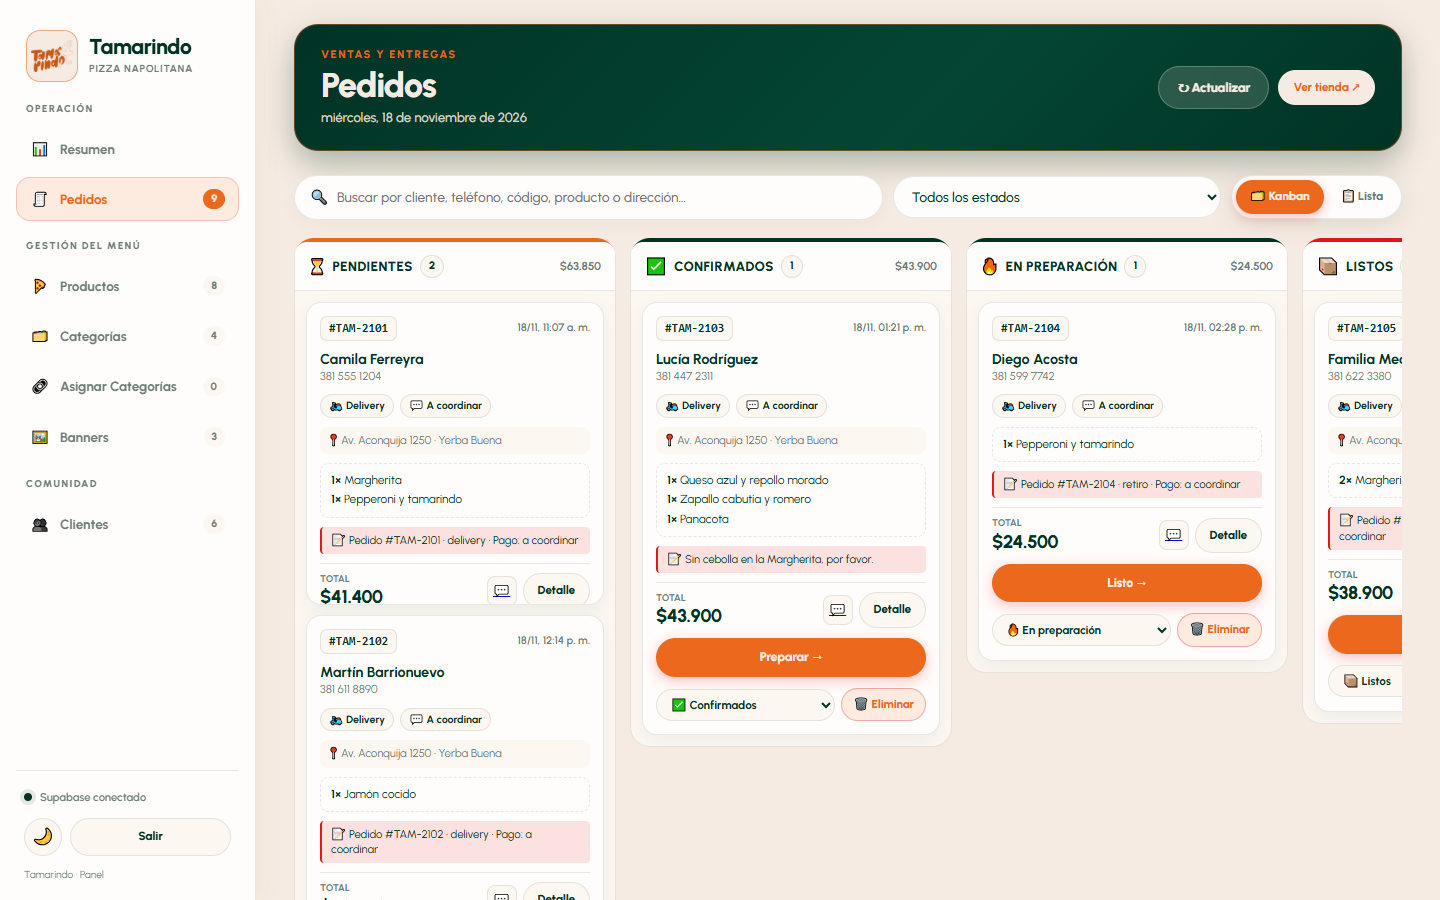 Tamarindo
PIZZA NAPOLITANA
OPERACIÓN
Resumen
Pedidos 9
GESTIÓN DEL MENÚ
Productos 8
Categorías 4
Asignar Categorías 0
Banners 3
COMUNIDAD
Clientes 6
Supabase conectado
Salir
Tamarindo · Panel
VENTAS Y ENTREGAS
Pedidos
miércoles, 18 de noviembre de 2026
↻ Actualizar
Ver tienda ↗
Buscar por cliente, teléfono, código, producto o dirección...
Todos los estados
Kanban
Lista
PENDIENTES 2 $63.850
#TAM-2101 18/11, 11:07 a. m.
Camila Ferreyra
381 555 1204
Delivery A coordinar
Av. Aconquija 1250 · Yerba Buena
1× Margherita
1× Pepperoni y tamarindo
Pedido #TAM-2101 · delivery · Pago: a coordinar
TOTAL
$41.400 Detalle
#TAM-2102 18/11, 12:14 p. m.
Martín Barrionuevo
381 611 8890
Delivery A coordinar
Av. Aconquija 1250 · Yerba Buena
1× Jamón cocido
Pedido #TAM-2102 · delivery · Pago: a
coordinar
TOTAL
Detalle
CONFIRMADOS 1 $43.900
#TAM-2103 18/11, 01:21 p. m.
Lucía Rodríguez
381 447 2311
Delivery A coordinar
Av. Aconquija 1250 · Yerba Buena
1× Queso azul y repollo morado
1× Zapallo cabutia y romero
1× Panacota
Sin cebolla en la Margherita, por favor.
TOTAL
$43.900 Detalle
Preparar →
Confirmados Eliminar
EN PREPARACIÓN 1 $24.500
#TAM-2104 18/11, 02:28 p. m.
Diego Acosta
381 599 7742
Delivery A coordinar
1× Pepperoni y tamarindo
Pedido #TAM-2104 · retiro · Pago: a coordinar
TOTAL
$24.500 Detalle
Listo →
En preparación Eliminar
LISTOS
#TAM-2105
Familia Me
381 622 3380
Delivery
Av. Aconqu
2× Margheri
Pedido #
coordinar
TOTAL
$38.900
Listos